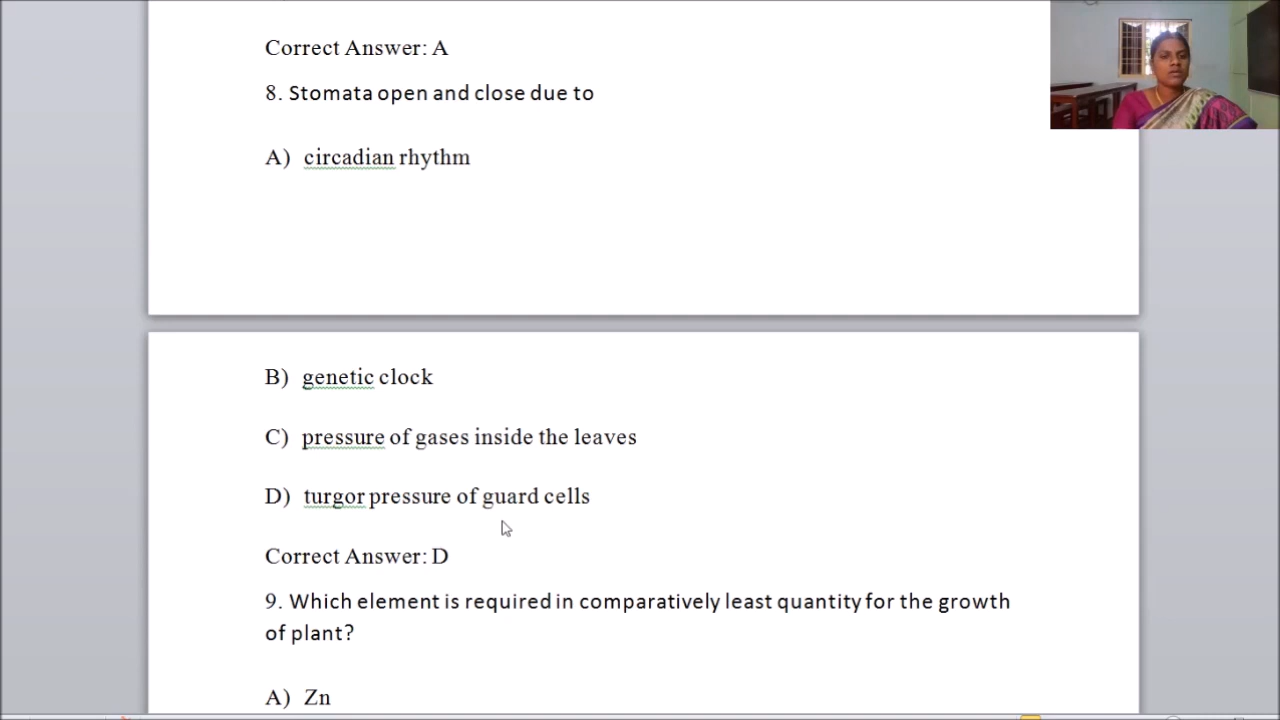 Correct Answer: A
8. Stomata open and close due to
A) circadian rhythm
B) genetic clock
C) pressure of gases inside the leaves
D) turgor pressure of guard cells
Correct Answer: D
9. Which element is required in comparatively least quantity for the growth
of plant?
A) Zn